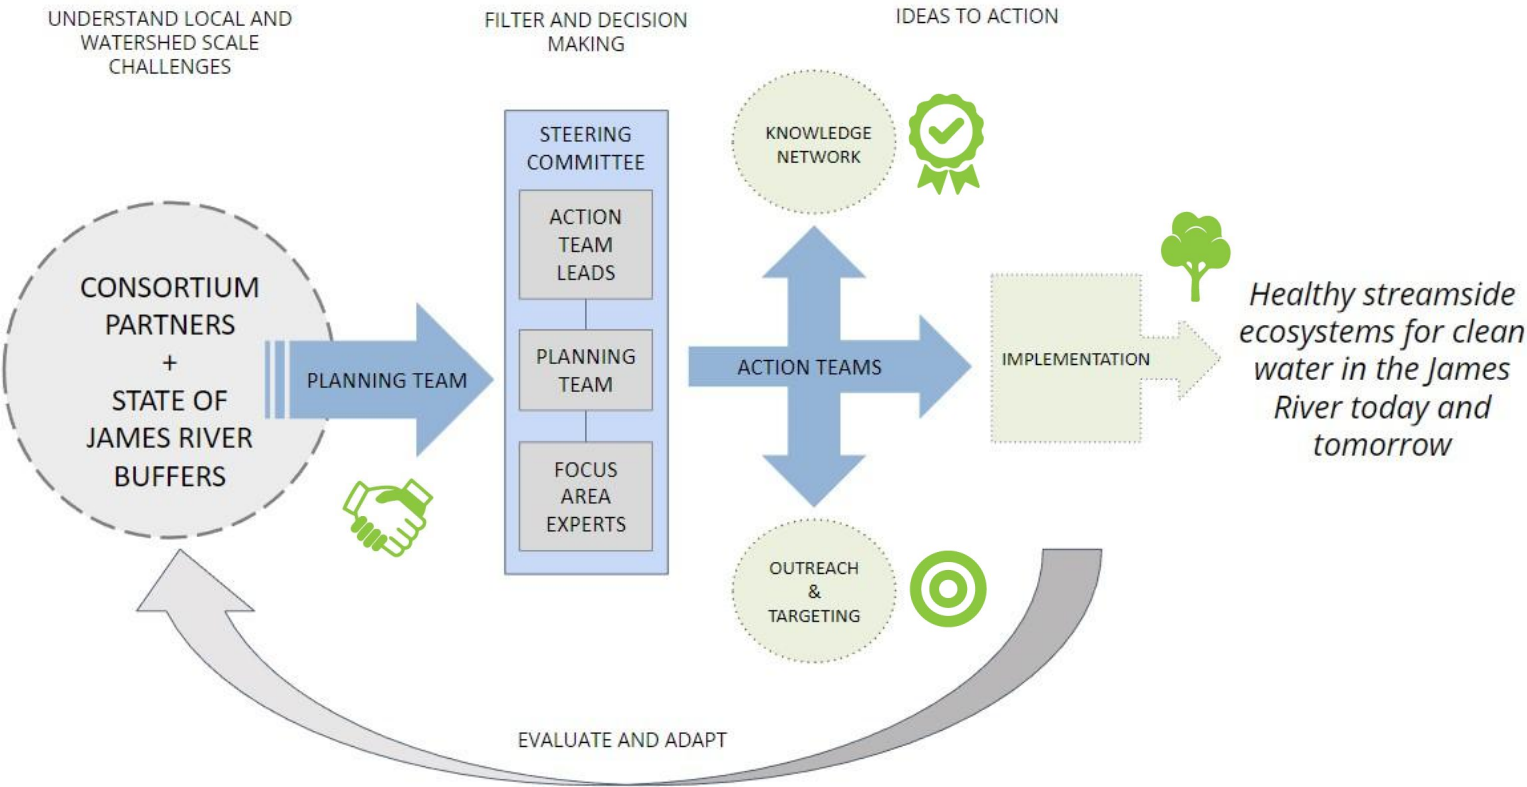 UNDERSTAND LOCAL AND
WATERSHED SCALE
CHALLENGES
FILTER AND DECISION
MAKING
IDEAS TO ACTION
CONSORTIUM
PARTNERS
+
STATE OF
JAMES RIVER
BUFFERS
PLANNING TEAM
STEERING
COMMITTEE
ACTION
TEAM
LEADS
PLANNING
TEAM
FOCUS
AREA
EXPERTS
KNOWLEDGE
NETWORK
ACTION TEAMS
OUTREACH
&
TARGETING
IMPLEMENTATION
Healthy streamside
ecosystems for clean
water in the James
River today and
tomorrow
EVALUATE AND ADAPT